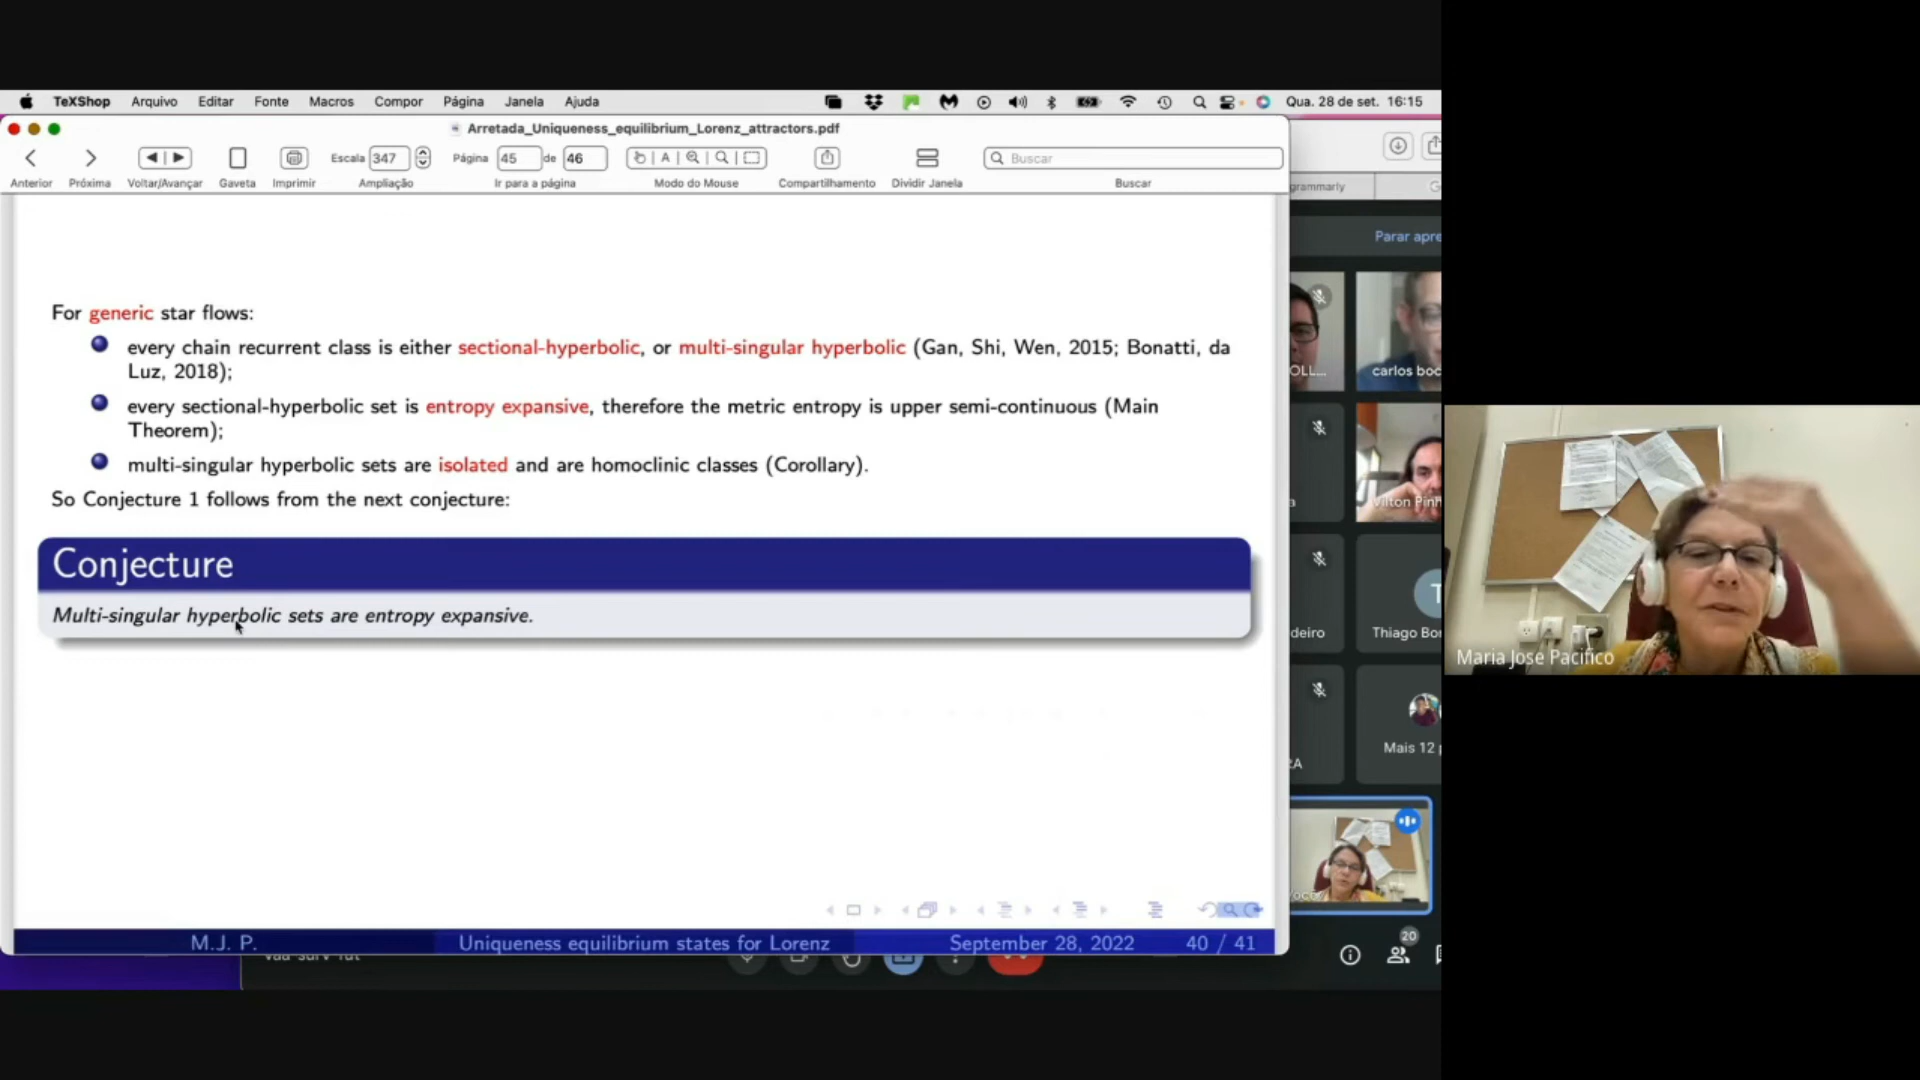 TeXShop Arquivo Editar Fonte Macros Compor Página Janela Ajuda Qua. 28 de set. 16:15
Arretada_Uniqueness_equilibrium_Lorenz_attractors.pdf
Escala 347 Página 45 de 46 Buscar
Anterior Próxima Voltar/Avançar Gaveta Imprimir Ampliação Ir para a página Modo do Mouse Compartilhamento Dividir Janela Buscar
grammarly
Parar apre
For generic star flows:
every chain recurrent class is either sectional-hyperbolic, or multi-singular hyperbolic (Gan, Shi, Wen, 2015; Bonatti, da
Luz, 2018);
every sectional-hyperbolic set is entropy expansive, therefore the metric entropy is upper semi-continuous (Main
Theorem);
multi-singular hyperbolic sets are isolated and are homoclinic classes (Corollary).
So Conjecture 1 follows from the next conjecture:
Conjecture
Multi-singular hyperbolic sets are entropy expansive.
OLL... carlos boc
a
deiro Thiago Bor
T
Mais 12 p
Maria Jose Pacifico
M.J. P. Uniqueness equilibrium states for Lorenz September 28, 2022 40 / 41
20